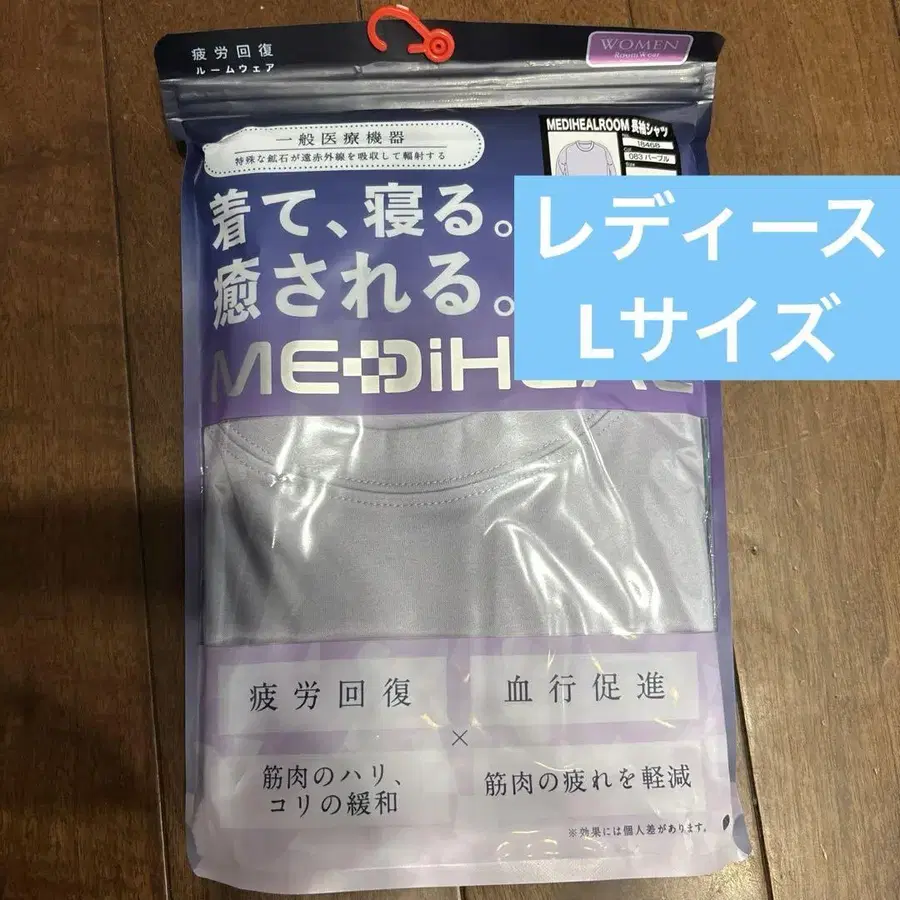 疲労回復
ルームウェア
WOMEN
Room Wear
一般医療機器
特殊な鉱石が遠赤外線を吸収して輻射する
MEDIHEALROOM 長袖シャツ
18468
083 パープル
着て、寝る。
癒される。
レディース
Lサイズ
MEDiHEAL
疲労回復
血行促進
×
筋肉のハリ、
コリの緩和
筋肉の疲れを軽減
※効果には個人差があります。